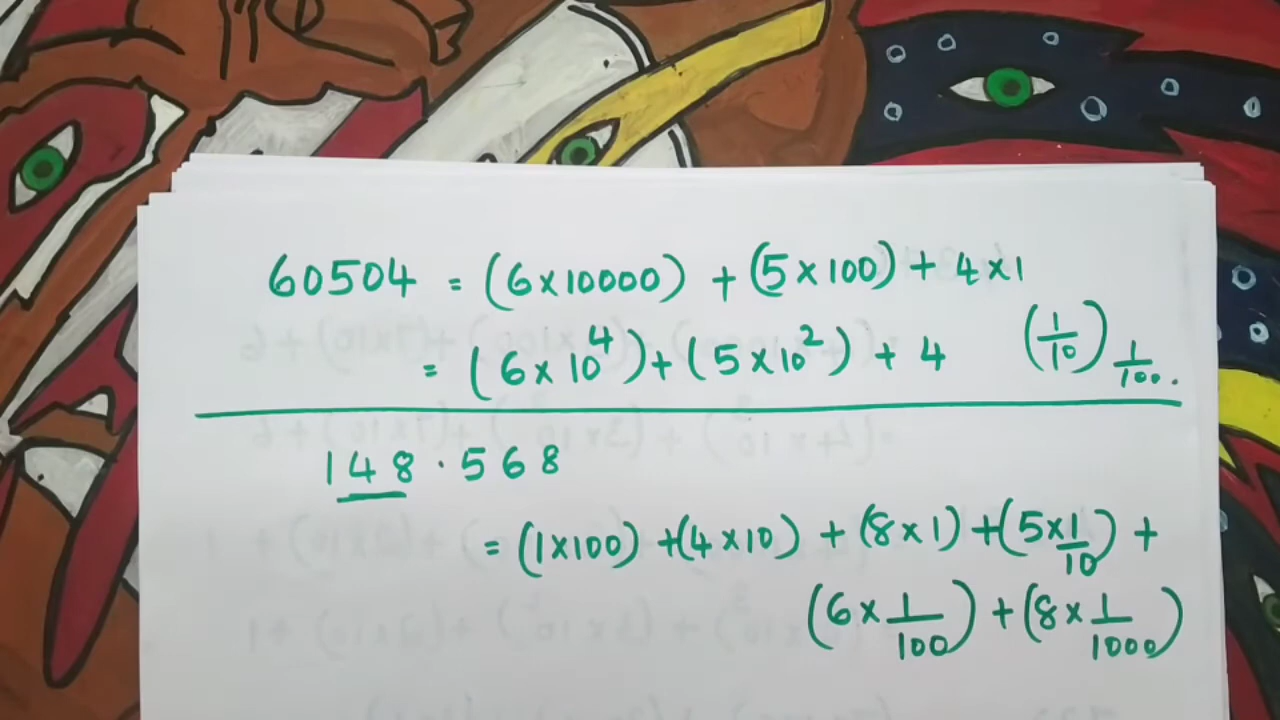 60504 = (6×10000) + (5×100) + 4×1
= (6×10⁴) + (5×10²) + 4 (1/10) 1/100.
148.568
= (1×100) + (4×10) + (8×1) + (5×1/10) +
(6×1/100) + (8×1/1000)